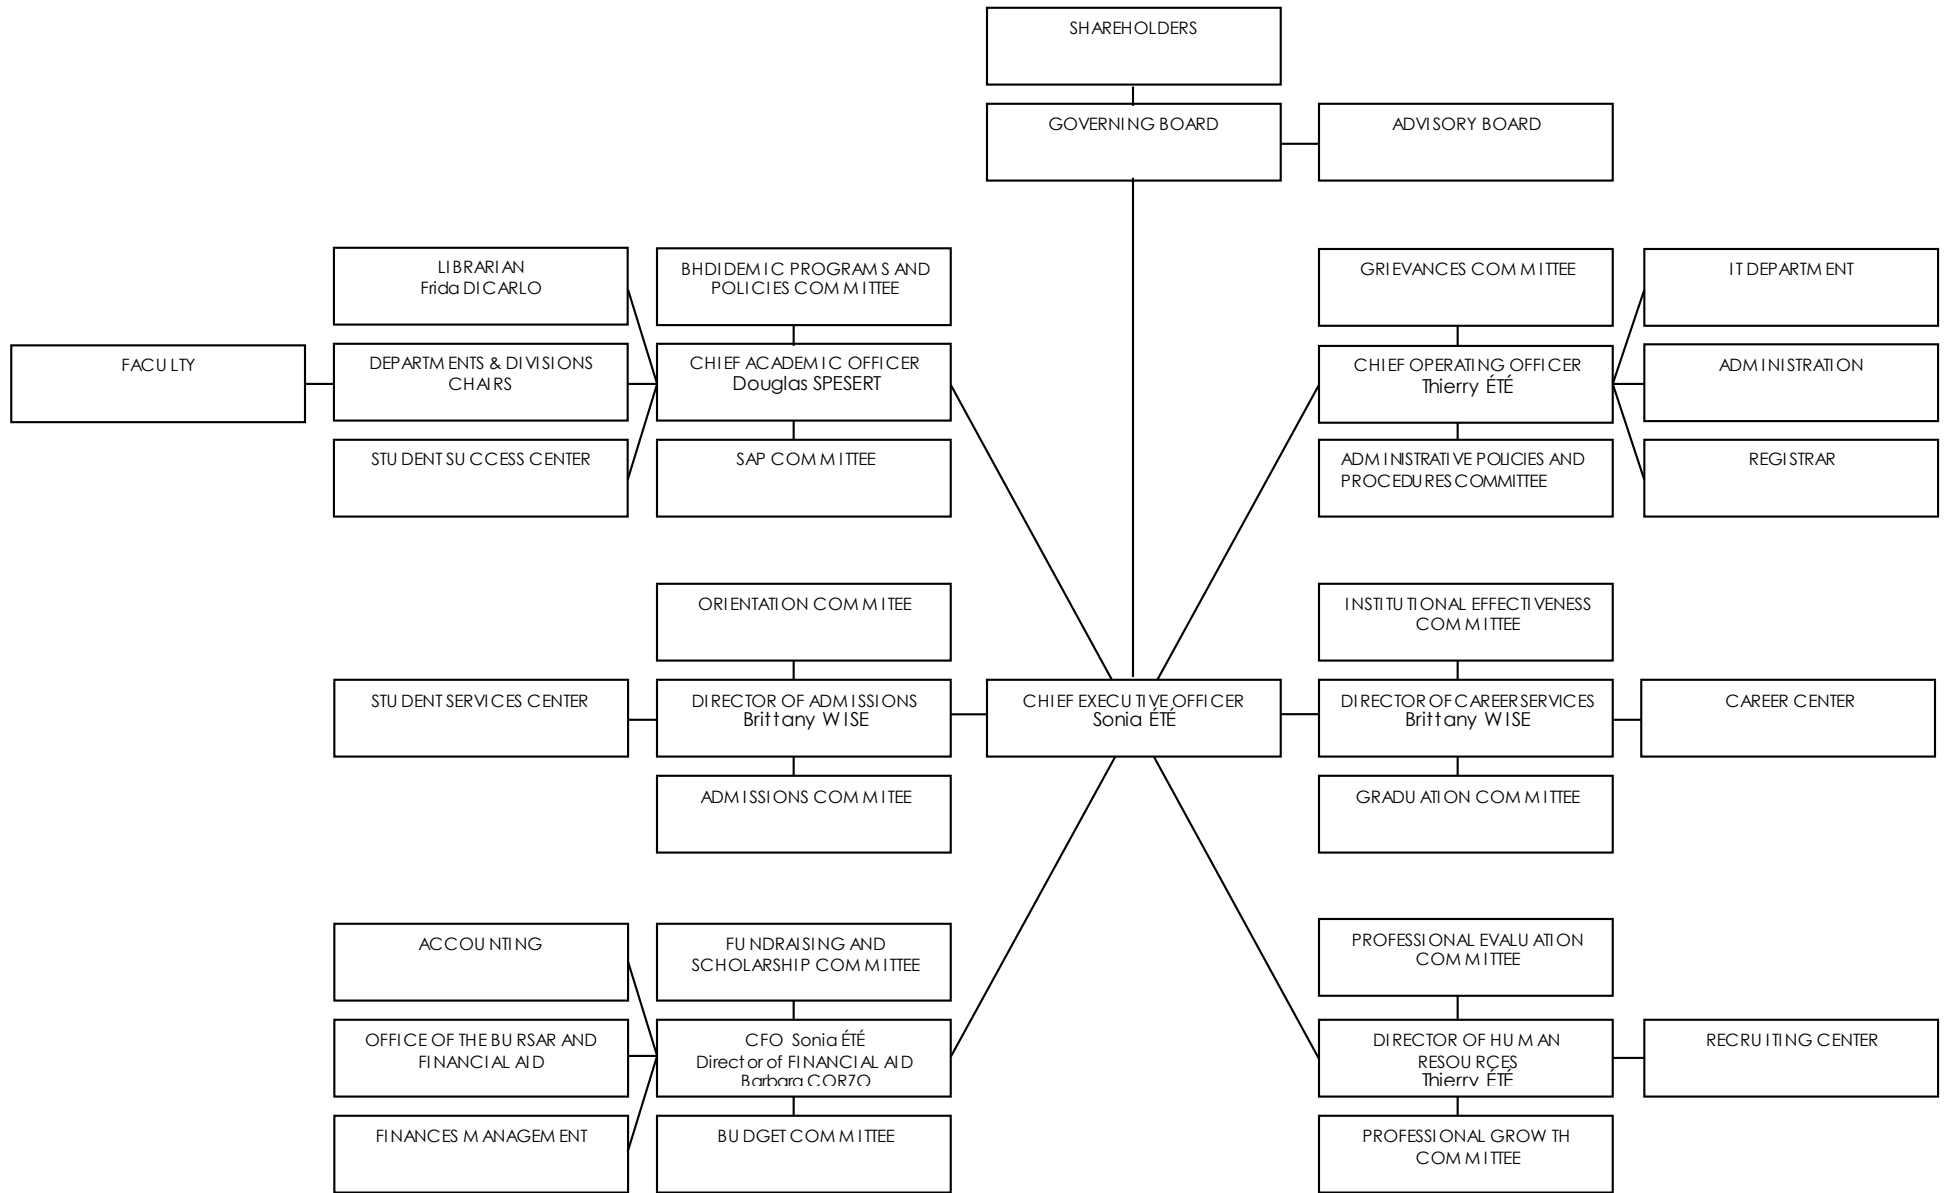 SHAREHOLDERS
GOVERNING BOARD
ADVISORY BOARD
LIBRARIAN
Frida DICARLO
BHDIDEMIC PROGRAMS AND
POLICIES COMMITTEE
GRIEVANCES COMMITTEE
IT DEPARTMENT
FACULTY
DEPARTMENTS & DIVISIONS
CHAIRS
CHIEF ACADEMIC OFFICER
Douglas SPESERT
CHIEF OPERATING OFFICER
Thierry ÉTÉ
ADMINISTRATION
STUDENT SUCCESS CENTER
SAP COMMITTEE
ADMINISTRATIVE POLICIES AND
PROCEDURES COMMITTEE
REGISTRAR
ORIENTATION COMMITEE
INSTITUTIONAL EFFECTIVENESS
COMMITTEE
STUDENT SERVICES CENTER
DIRECTOR OF ADMISSIONS
Brittany WISE
CHIEF EXECUTIVE OFFICER
Sonia ÉTÉ
DIRECTOR OF CAREER SERVICES
Brittany WISE
CAREER CENTER
ADMISSIONS COMMITEE
GRADUATION COMMITTEE
ACCOUNTING
FUNDRAISING AND
SCHOLARSHIP COMMITTEE
PROFESSIONAL EVALUATION
COMMITTEE
OFFICE OF THE BURSAR AND
FINANCIAL AID
CFO Sonia ÉTÉ
Director of FINANCIAL AID
Barbara CORZO
DIRECTOR OF HUMAN
RESOURCES
Thierry ÉTÉ
RECRUITING CENTER
FINANCES MANAGEMENT
BUDGET COMMITTEE
PROFESSIONAL GROWTH
COMMITTEE